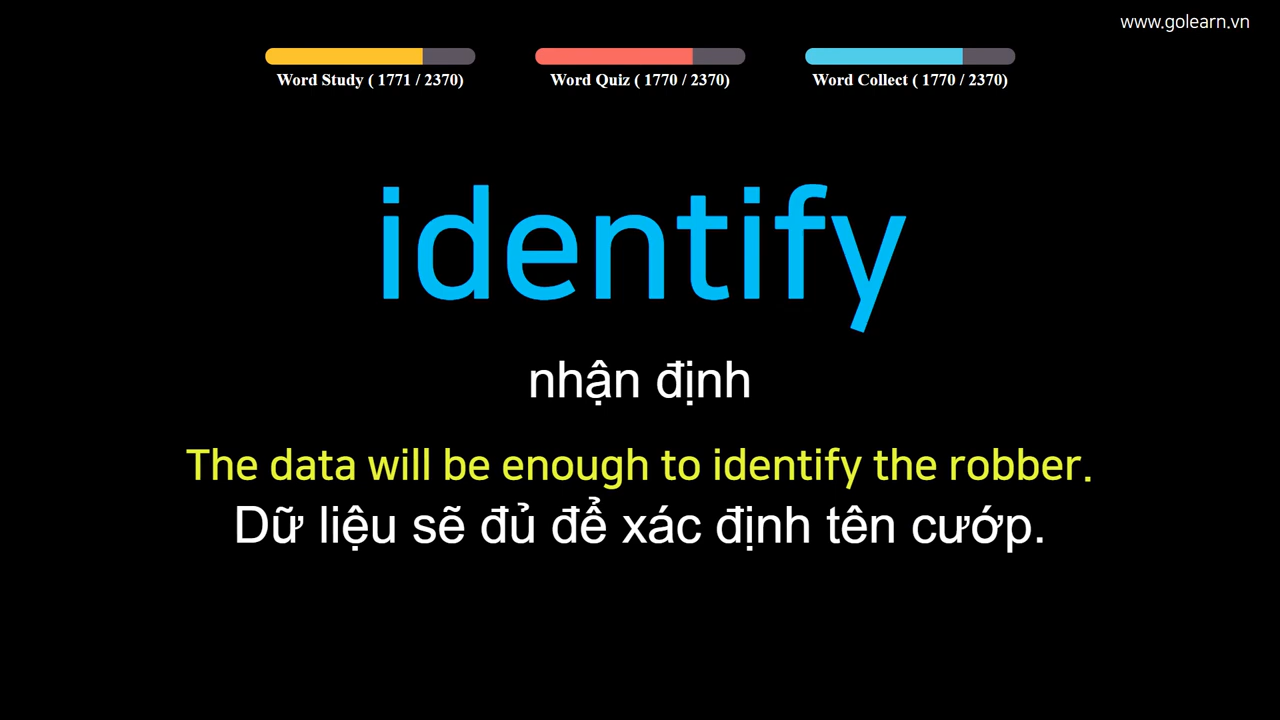 www.golearn.vn
Word Study ( 1771 / 2370)
Word Quiz ( 1770 / 2370)
Word Collect ( 1770 / 2370)
identify
nhận định
The data will be enough to identify the robber.
Dữ liệu sẽ đủ để xác định tên cướp.